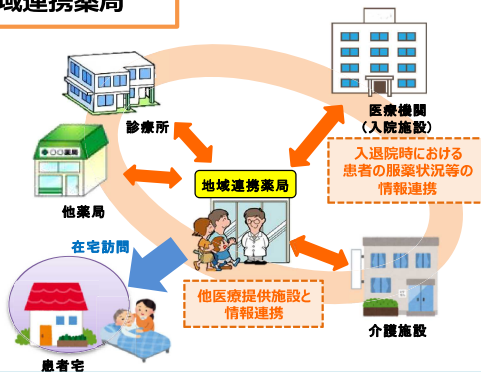 域連携薬局
診療所
医療機関
（入院施設）
入退院時における
患者の服薬状況等の
情報連携
○○薬局
他薬局
地域連携薬局
在宅訪問
他医療提供施設と
情報連携
介護施設
患者宅